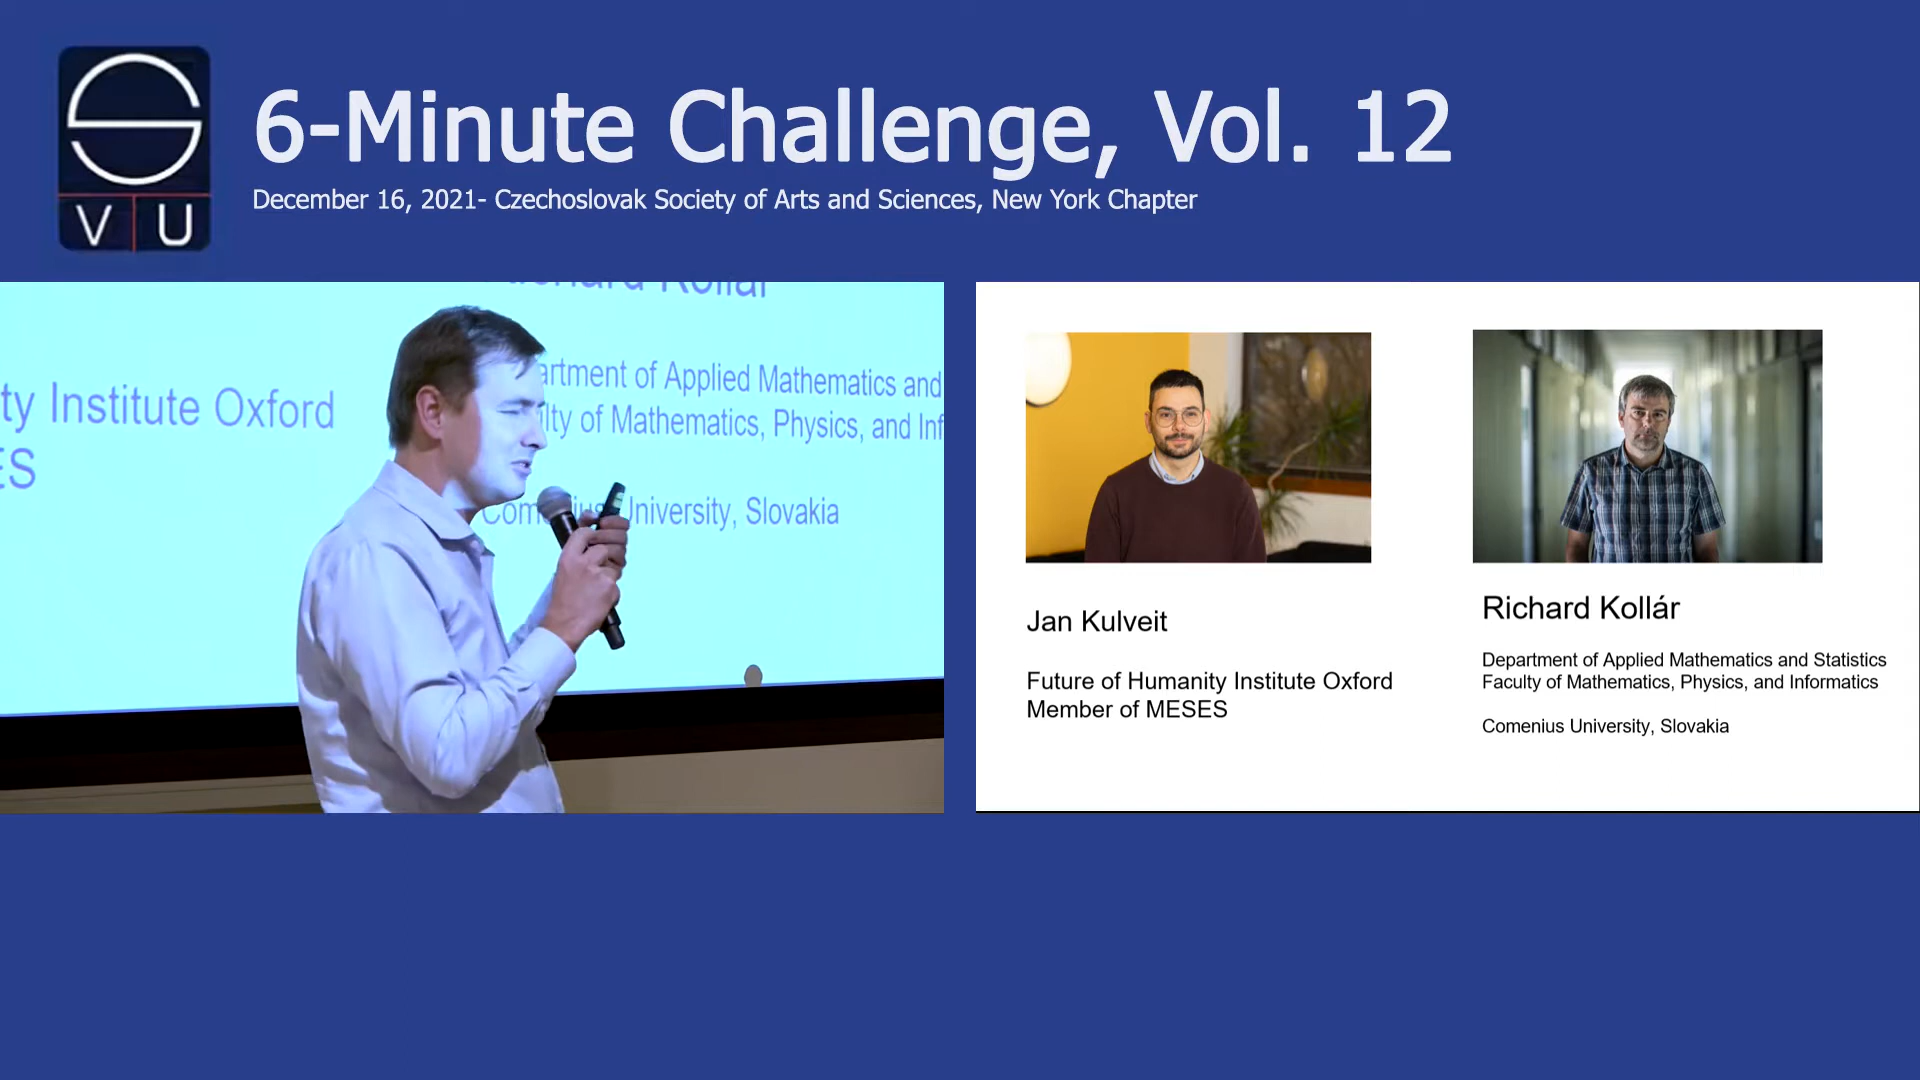 S
V U
6-Minute Challenge, Vol. 12
December 16, 2021- Czechoslovak Society of Arts and Sciences, New York Chapter
ty Institute Oxford
ES
Richard Kollár
artment of Applied Mathematics and
lty of Mathematics, Physics, and Inf
Comenius University, Slovakia
Jan Kulveit
Future of Humanity Institute Oxford
Member of MESES
Richard Kollár
Department of Applied Mathematics and Statistics
Faculty of Mathematics, Physics, and Informatics
Comenius University, Slovakia